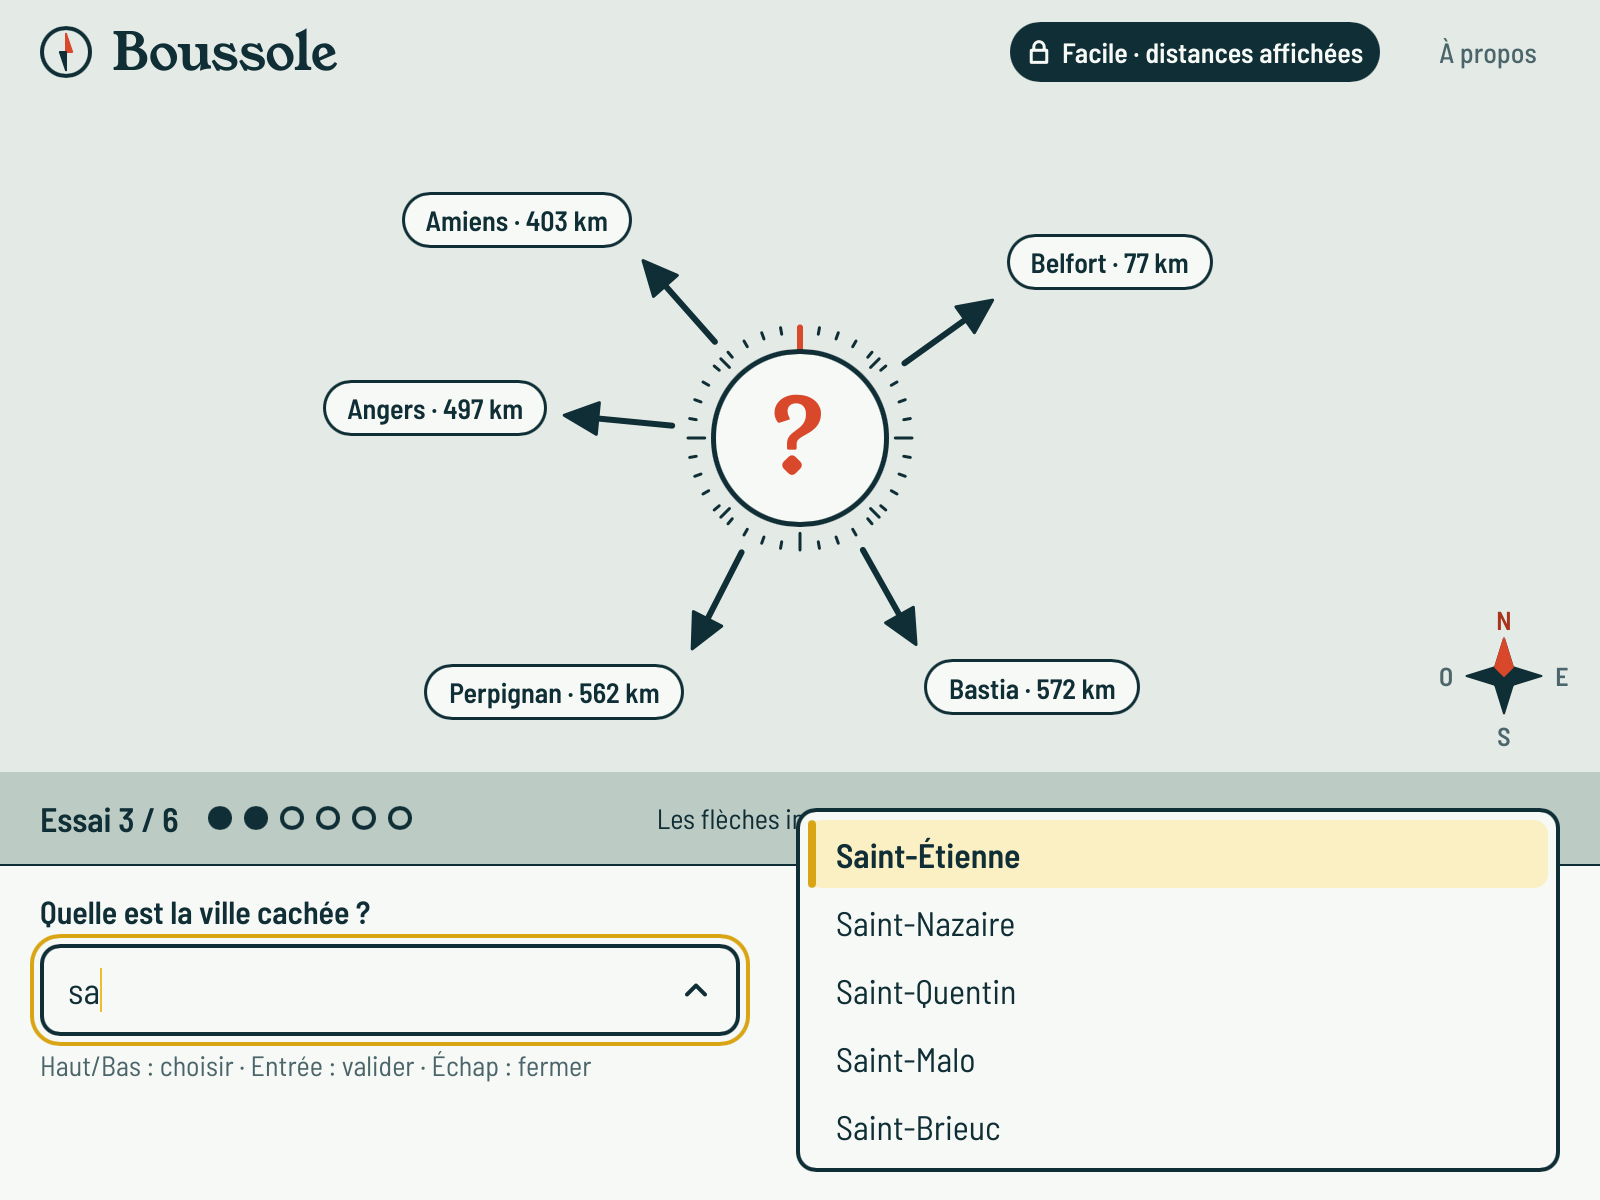 Boussole
Facile · distances affichées
À propos
Amiens · 403 km
Belfort · 77 km
Angers · 497 km
?
Perpignan · 562 km
Bastia · 572 km
N
O
E
S
Essai 3 / 6
Les flèches
Saint-Étienne
Saint-Nazaire
Saint-Quentin
Saint-Malo
Saint-Brieuc
Quelle est la ville cachée ?
sa
Haut/Bas : choisir · Entrée : valider · Échap : fermer